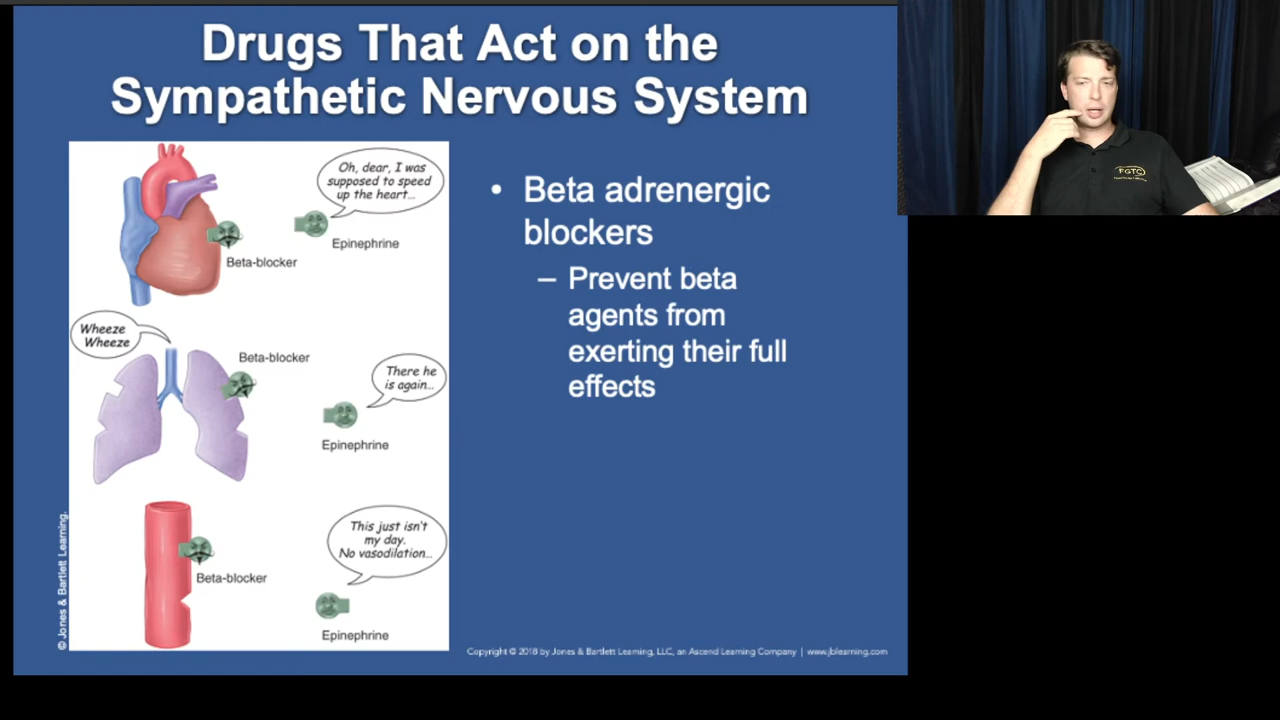 Drugs That Act on the
Sympathetic Nervous System
Oh, dear, I was
supposed to speed
up the heart...
Epinephrine
Beta-blocker
Wheeze
Wheeze
Beta-blocker
There he
is again...
Epinephrine
This just isn't
my day.
No vasodilation...
Beta-blocker
Epinephrine
© Jones & Bartlett Learning.
• Beta adrenergic
blockers
– Prevent beta
agents from
exerting their full
effects
Copyright © 2018 by Jones & Bartlett Learning, LLC, an Ascend Learning Company | www.jblearning.com
FGTC